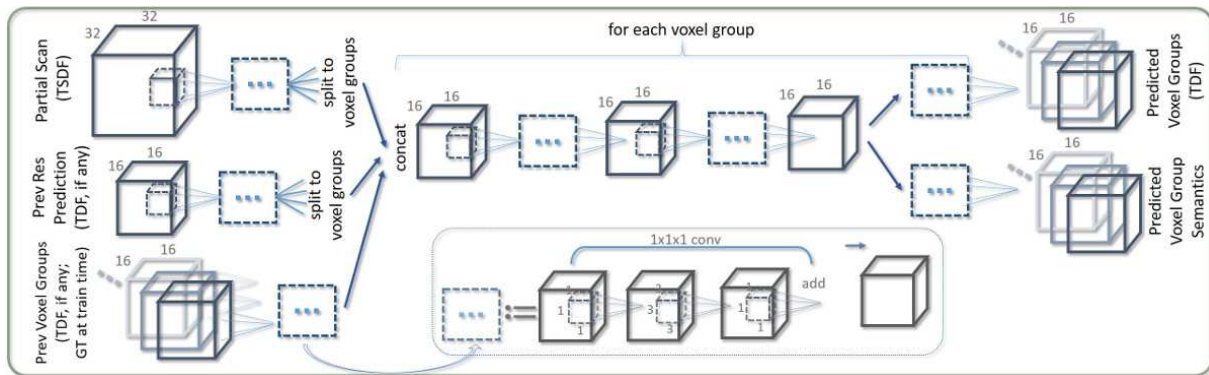 32
32
Partial Scan
(TSDF)
split to
voxel groups
16
16
Prev Res
Prediction
(TDF, if any)
split to
voxel groups
16
16
Prev Voxel Groups
(TDF, if any;
GT at train time)
for each voxel group
concat
16
16
16
16
16
16
16
16
Predicted
Voxel Groups
(TDF)
16
16
Predicted
Voxel Group
Semantics
1x1x1 conv
1
1
1
3
3
1
1
1
add